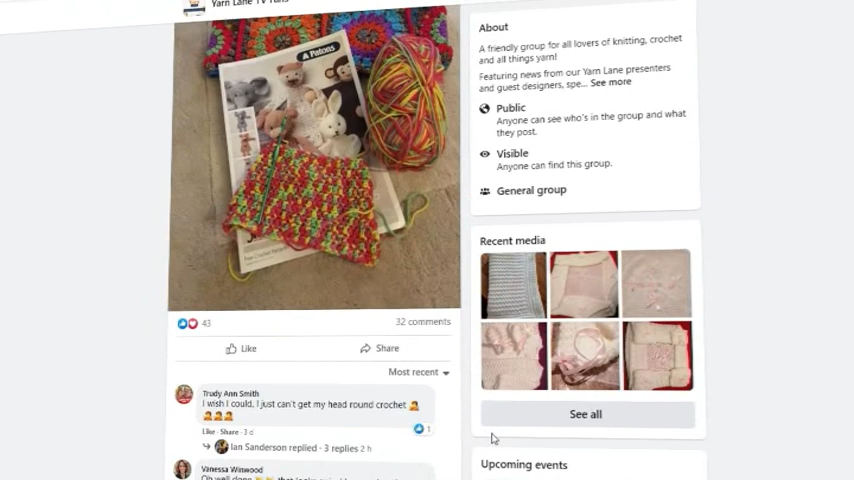 Yarn Lane TV Fans
Patons
43
32 comments
Like
Share
Most recent
Trudy Ann Smith
I wish I could, I just can't get my head round crochet
Like · Share · 3 d
1
Ian Sanderson replied · 3 replies 2 h
Vanessa Winwood
Oh well done
About
A friendly group for all lovers of knitting, crochet
and all things yarn!
Featuring news from our Yarn Lane presenters
and guest designers, spe... See more
Public
Anyone can see who's in the group and what
they post.
Visible
Anyone can find this group.
General group
Recent media
See all
Upcoming events